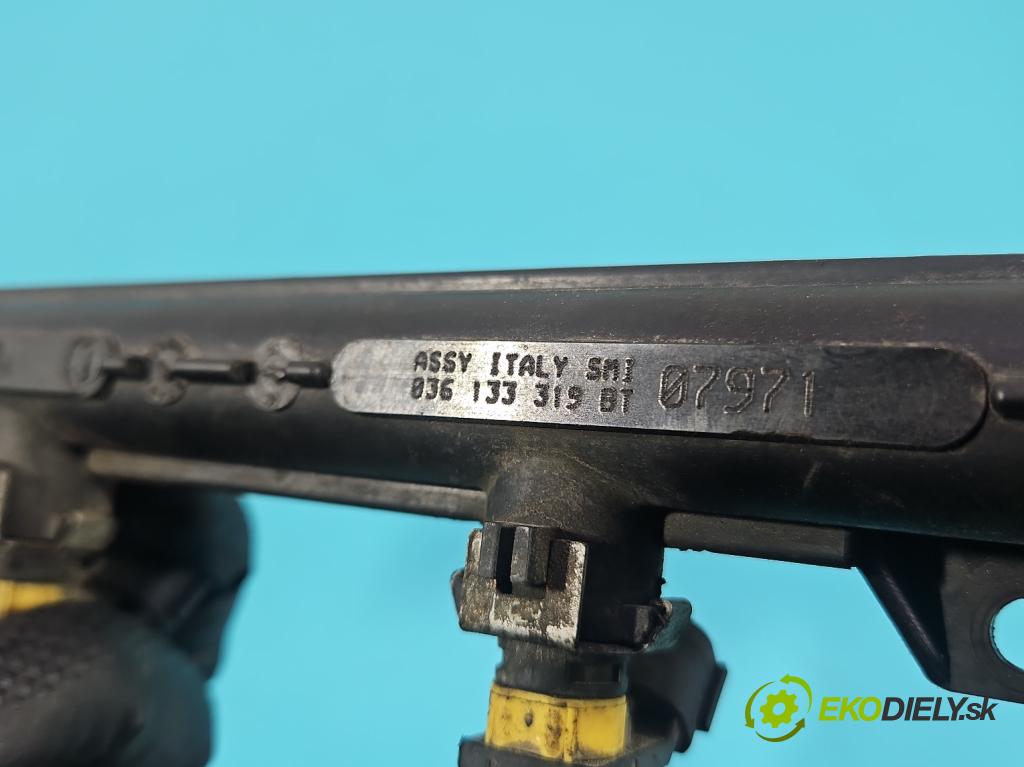 ASSY ITALY SMI
036 133 319 BT 07971
EKODIELY.sk